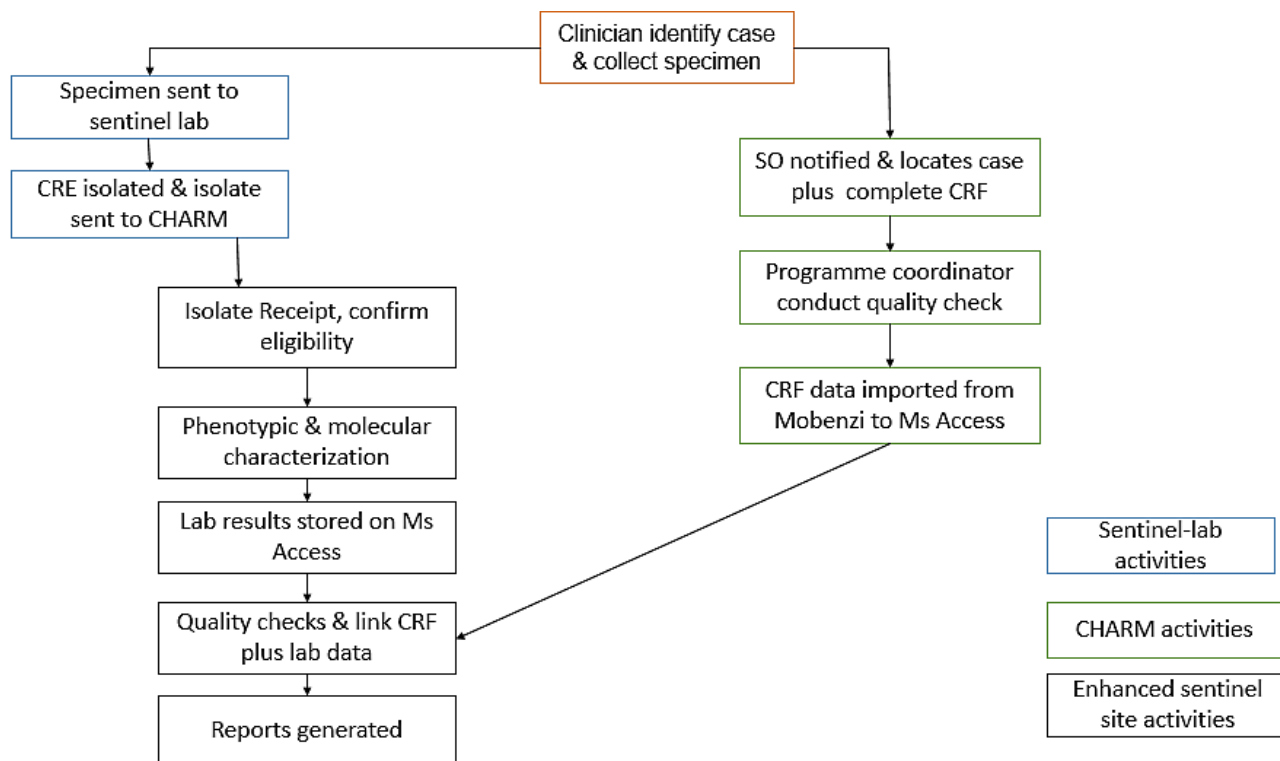 Clinician identify case
& collect specimen
Specimen sent to
sentinel lab
CRE isolated & isolate
sent to CHARM
Isolate Receipt, confirm
eligibility
Phenotypic & molecular
characterization
Lab results stored on Ms
Access
Quality checks & link CRF
plus lab data
Reports generated
SO notified & locates case
plus complete CRF
Programme coordinator
conduct quality check
CRF data imported from
Mobenzi to Ms Access
Sentinel-lab
activities
CHARM activities
Enhanced sentinel
site activities